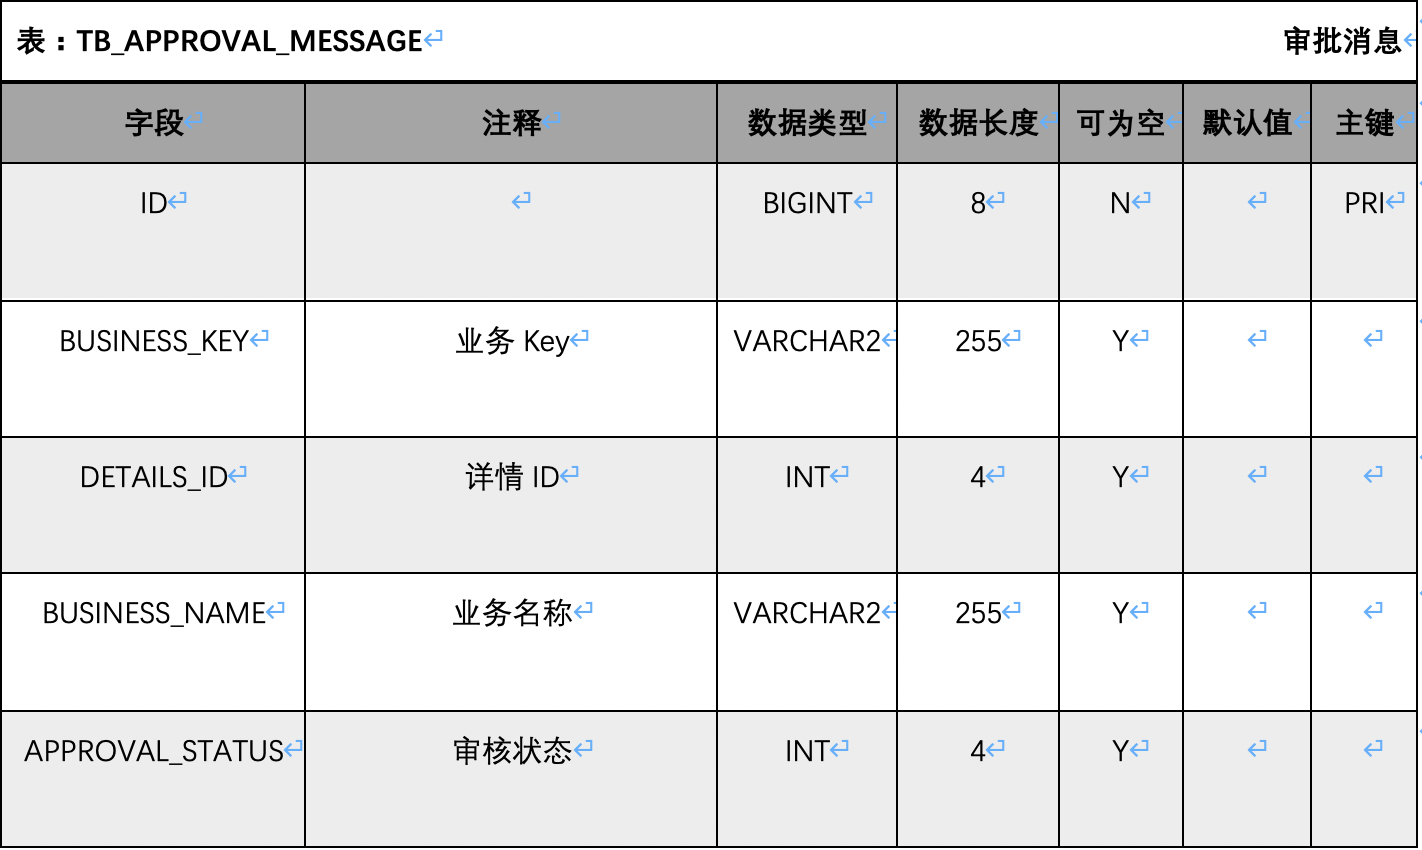 表：TB_APPROVAL_MESSAGE 审批消息
字段 注释 数据类型 数据长度 可为空 默认值 主键
ID BIGINT 8 N PRI
BUSINESS_KEY 业务 Key VARCHAR2 255 Y
DETAILS_ID 详情 ID INT 4 Y
BUSINESS_NAME 业务名称 VARCHAR2 255 Y
APPROVAL_STATUS 审核状态 INT 4 Y